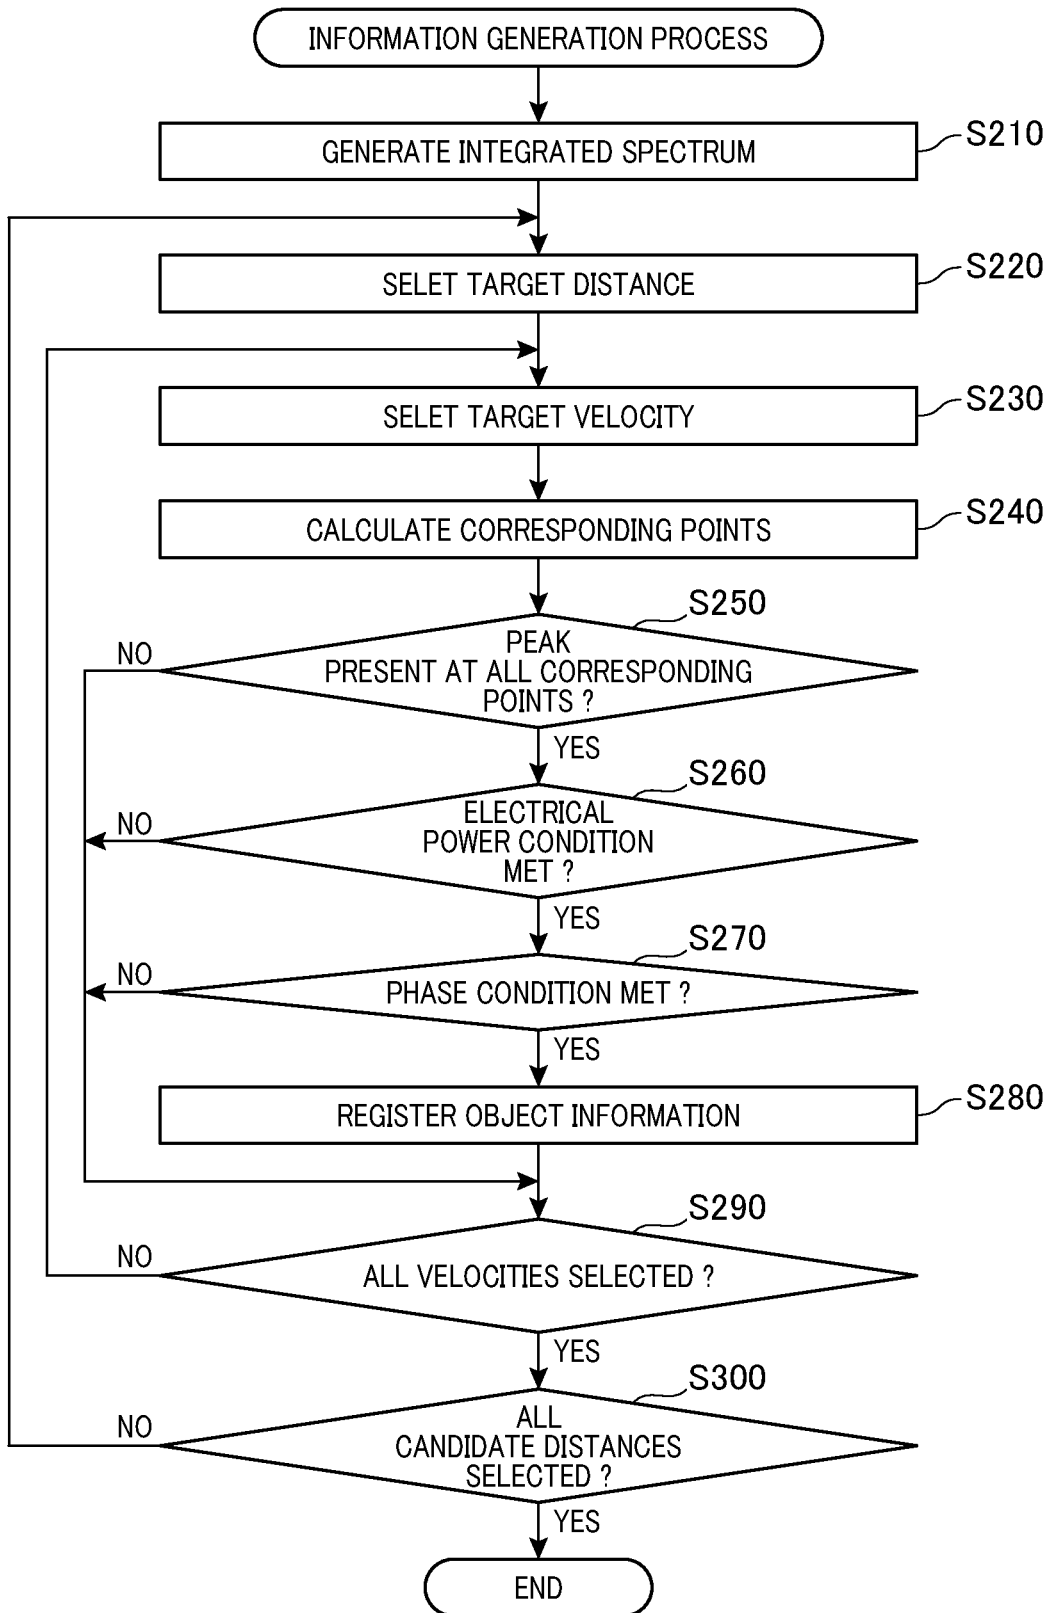 INFORMATION GENERATION PROCESS
GENERATE INTEGRATED SPECTRUM
S210
SELET TARGET DISTANCE
S220
SELET TARGET VELOCITY
S230
CALCULATE CORRESPONDING POINTS
S240
S250
NO
PEAK
PRESENT AT ALL CORRESPONDING
POINTS ?
YES
S260
NO
ELECTRICAL
POWER CONDITION
MET ?
YES
S270
NO
PHASE CONDITION MET ?
YES
REGISTER OBJECT INFORMATION
S280
S290
NO
ALL VELOCITIES SELECTED ?
YES
S300
NO
ALL
CANDIDATE DISTANCES
SELECTED ?
YES
END